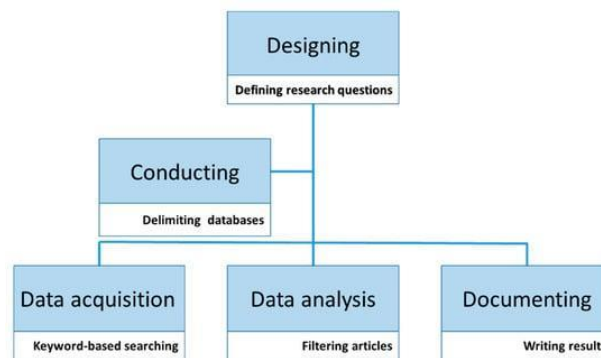 Designing
Defining research questions
Conducting
Delimiting databases
Data acquisition
Keyword-based searching
Data analysis
Filtering articles
Documenting
Writing result